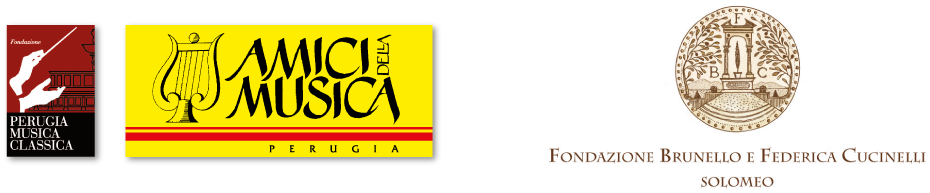 Fondazione
PERUGIA
MUSICA
CLASSICA
AMICI
DELLA
MUSICA
PERUGIA
F
B C
FONDAZIONE BRUNELLO E FEDERICA CUCINELLI
SOLOMEO